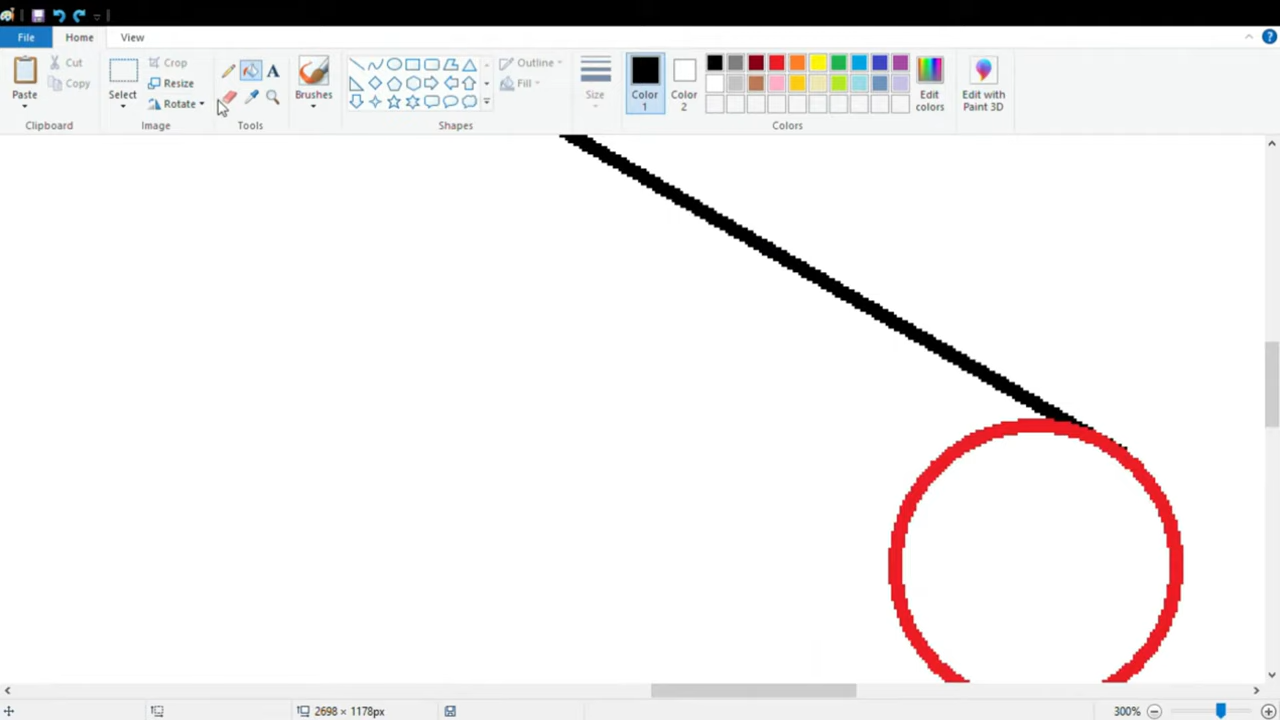 File Home View
Paste
Cut
Copy
Clipboard
Select
Crop
Resize
Rotate
Image
A
Tools
Brushes
Shapes
Outline
Fill
Size
Color
1
Color
2
Edit
colors
Colors
Edit with
Paint 3D
2698 × 1178px
300%